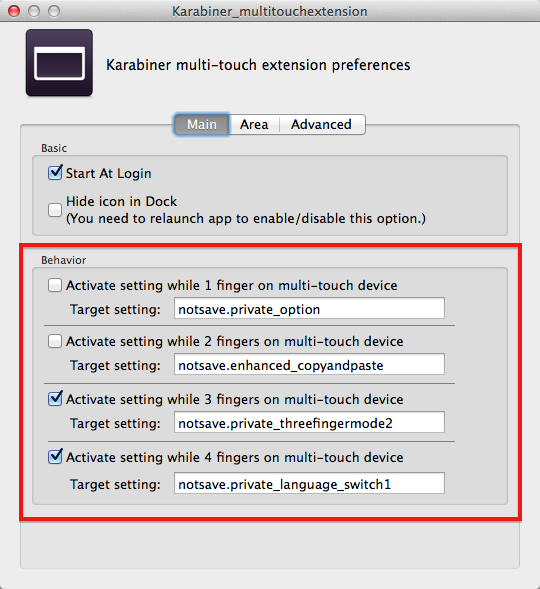 Karabiner_multitouchextension
Karabiner multi-touch extension preferences
Main Area Advanced
Basic
Start At Login
Hide icon in Dock
(You need to relaunch app to enable/disable this option.)
Behavior
Activate setting while 1 finger on multi-touch device
Target setting: notsave.private_option
Activate setting while 2 fingers on multi-touch device
Target setting: notsave.enhanced_copyandpaste
Activate setting while 3 fingers on multi-touch device
Target setting: notsave.private_threefingermode2
Activate setting while 4 fingers on multi-touch device
Target setting: notsave.private_language_switch1